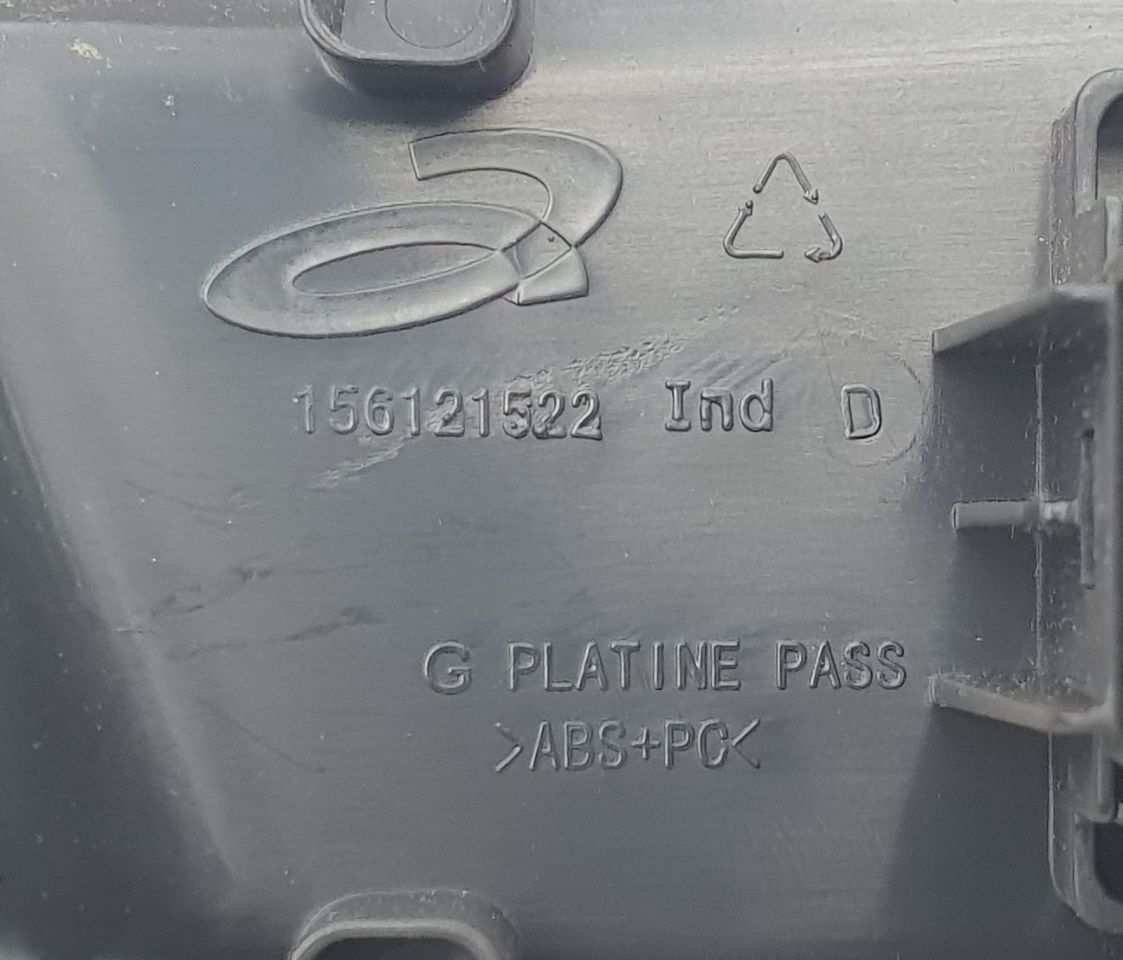 156121522 Ind D
G PLATINE PASS
>ABS+PC<